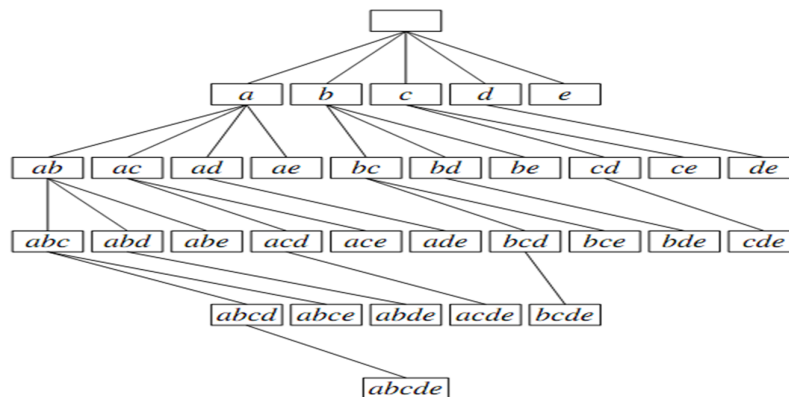 a b c d e
ab ac ad ae bc bd be cd ce de
abc abd abe acd ace ade bcd bce bde cde
abcd abce abde acde bcde
abcde